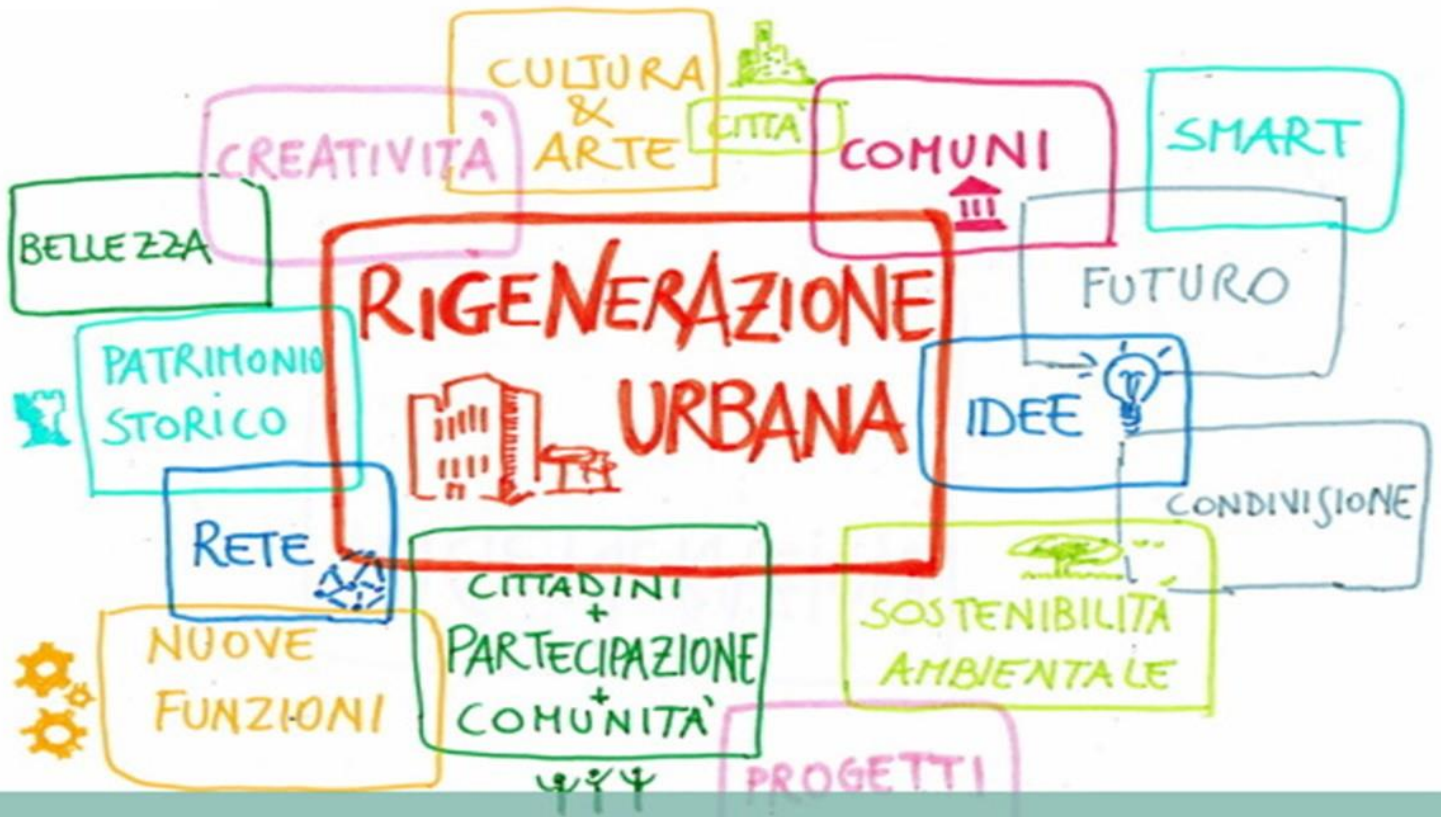 CULTURA
&
ARTE
CITTÀ
CREATIVITÀ
COMUNI
SMART
BELLEZZA
RIGENERAZIONE
URBANA
FUTURO
PATRIMONIO
STORICO
IDEE
CONDIVISIONE
RETE
CITTADINI
+
PARTECIPAZIONE
+
COMUNITÀ
SOSTENIBILITÀ
AMBIENTALE
NUOVE
FUNZIONI
PROGETTI